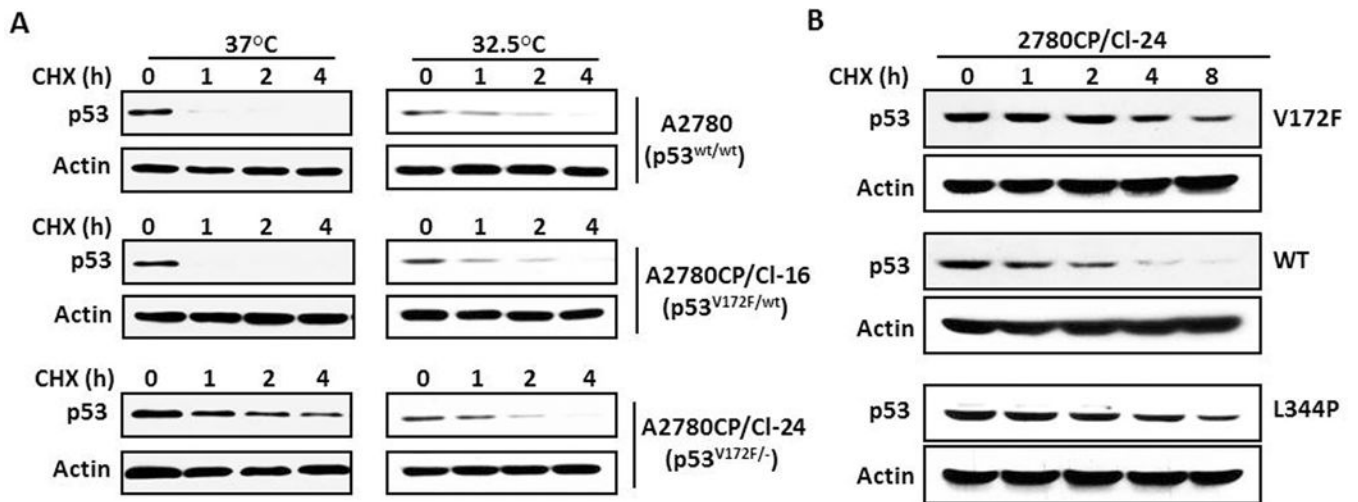 A
B
37°C
32.5°C
2780CP/Cl-24
CHX (h) 0 1 2 4
0 1 2 4
CHX (h) 0 1 2 4 8
p53
Actin
A2780
(p53wt/wt)
p53
V172F
Actin
CHX (h) 0 1 2 4
0 1 2 4
p53
Actin
A2780CP/Cl-16
(p53V172F/wt)
p53
WT
Actin
CHX (h) 0 1 2 4
0 1 2 4
p53
Actin
A2780CP/Cl-24
(p53V172F/-)
p53
L344P
Actin